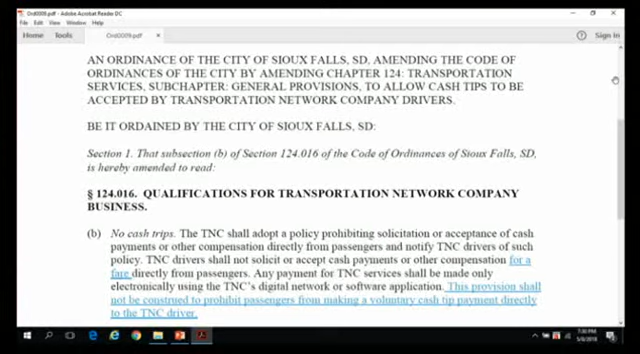 Ord0009.pdf - Adobe Acrobat Reader DC
File Edit View Window Help
Home Tools Ord0009.pdf × Sign In
AN ORDINANCE OF THE CITY OF SIOUX FALLS, SD, AMENDING THE CODE OF
ORDINANCES OF THE CITY BY AMENDING CHAPTER 124: TRANSPORTATION
SERVICES, SUBCHAPTER: GENERAL PROVISIONS, TO ALLOW CASH TIPS TO BE
ACCEPTED BY TRANSPORTATION NETWORK COMPANY DRIVERS.
BE IT ORDAINED BY THE CITY OF SIOUX FALLS, SD:
Section 1. That subsection (b) of Section 124.016 of the Code of Ordinances of Sioux Falls, SD,
is hereby amended to read:
§ 124.016. QUALIFICATIONS FOR TRANSPORTATION NETWORK COMPANY
BUSINESS.
(b) No cash trips. The TNC shall adopt a policy prohibiting solicitation or acceptance of cash
payments or other compensation directly from passengers and notify TNC drivers of such
policy. TNC drivers shall not solicit or accept cash payments or other compensation for a
fare directly from passengers. Any payment for TNC services shall be made only
electronically using the TNC's digital network or software application. This provision shall
not be construed to prohibit passengers from making a voluntary cash tip payment directly
to the TNC driver.
7:30 PM
5/8/2018